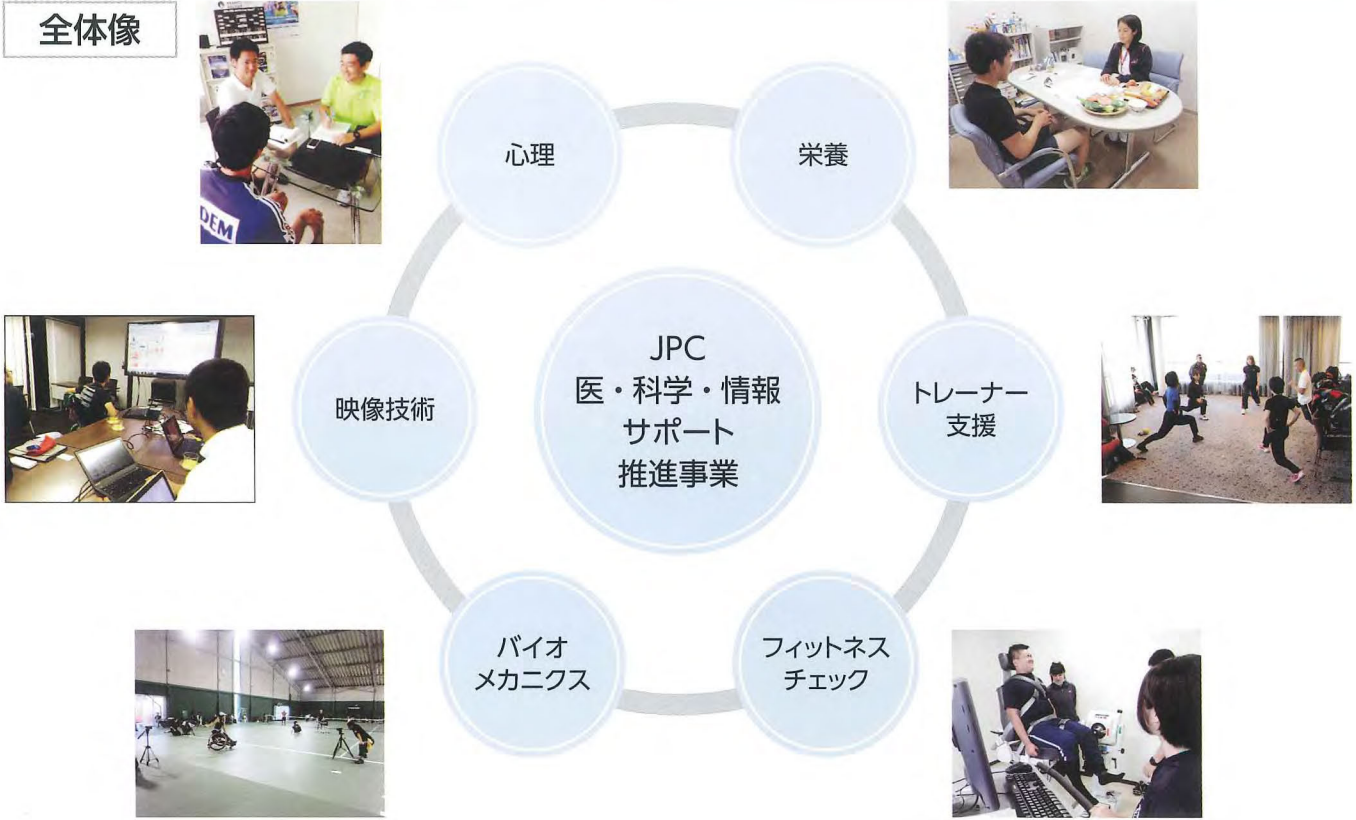 全体像
心理
栄養
JPC
医・科学・情報
サポート
推進事業
映像技術
トレーナー
支援
バイオ
メカニクス
フィットネス
チェック
DEM